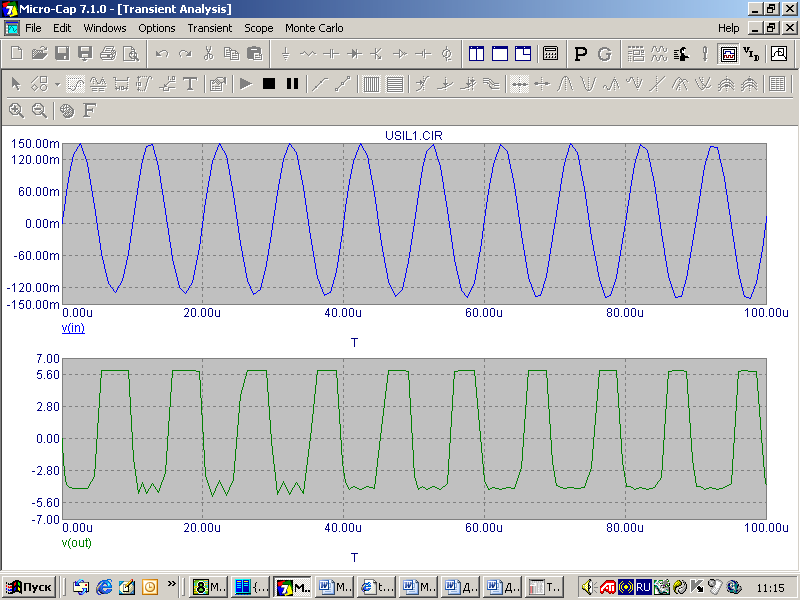 Micro-Cap 7.1.0 - [Transient Analysis]
File Edit Windows Options Transient Scope Monte Carlo Help
USIL1.CIR
150.00m
120.00m
60.00m
0.00m
-60.00m
-120.00m
-150.00m
0.00u 20.00u 40.00u 60.00u 80.00u 100.00u
v(in)
T
7.00
5.60
2.80
0.00
-2.80
-5.60
-7.00
0.00u 20.00u 40.00u 60.00u 80.00u 100.00u
v(out)
T
Пуск » M.. {... M.. M... t... M... Д... Д... T... RU 11:15